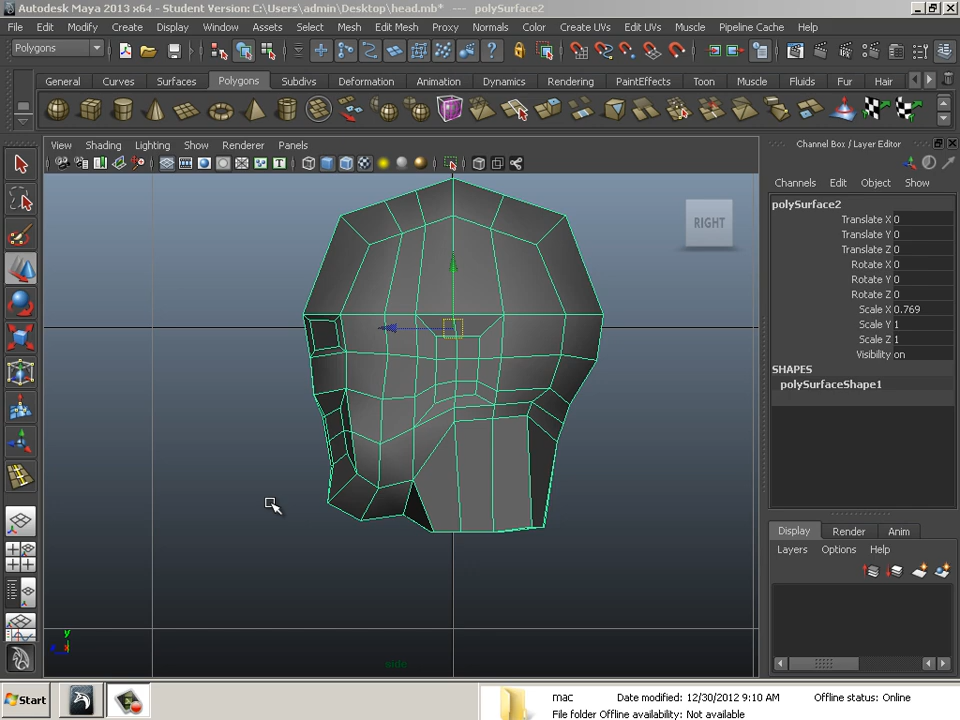 Autodesk Maya 2013 x64 - Student Version: C:\Users\admin\Desktop\head.mb* --- polySurface2
File Edit Modify Create Display Window Assets Select Mesh Edit Mesh Proxy Normals Color Create UVs Edit UVs Muscle Pipeline Cache Help
Polygons
General Curves Surfaces Polygons Subdivs Deformation Animation Dynamics Rendering PaintEffects Toon Muscle Fluids Fur Hair
View Shading Lighting Show Renderer Panels
Channel Box / Layer Editor
Channels Edit Object Show
polySurface2
Translate X 0
Translate Y 0
Translate Z 0
Rotate X 0
Rotate Y 0
Rotate Z 0
Scale X 0.769
Scale Y 1
Scale Z 1
Visibility on
SHAPES
polySurfaceShape1
RIGHT
Display Render Anim
Layers Options Help
y
x
side
Start
mac Date modified: 12/30/2012 9:10 AM Offline status: Online
File folder Offline availability: Not available